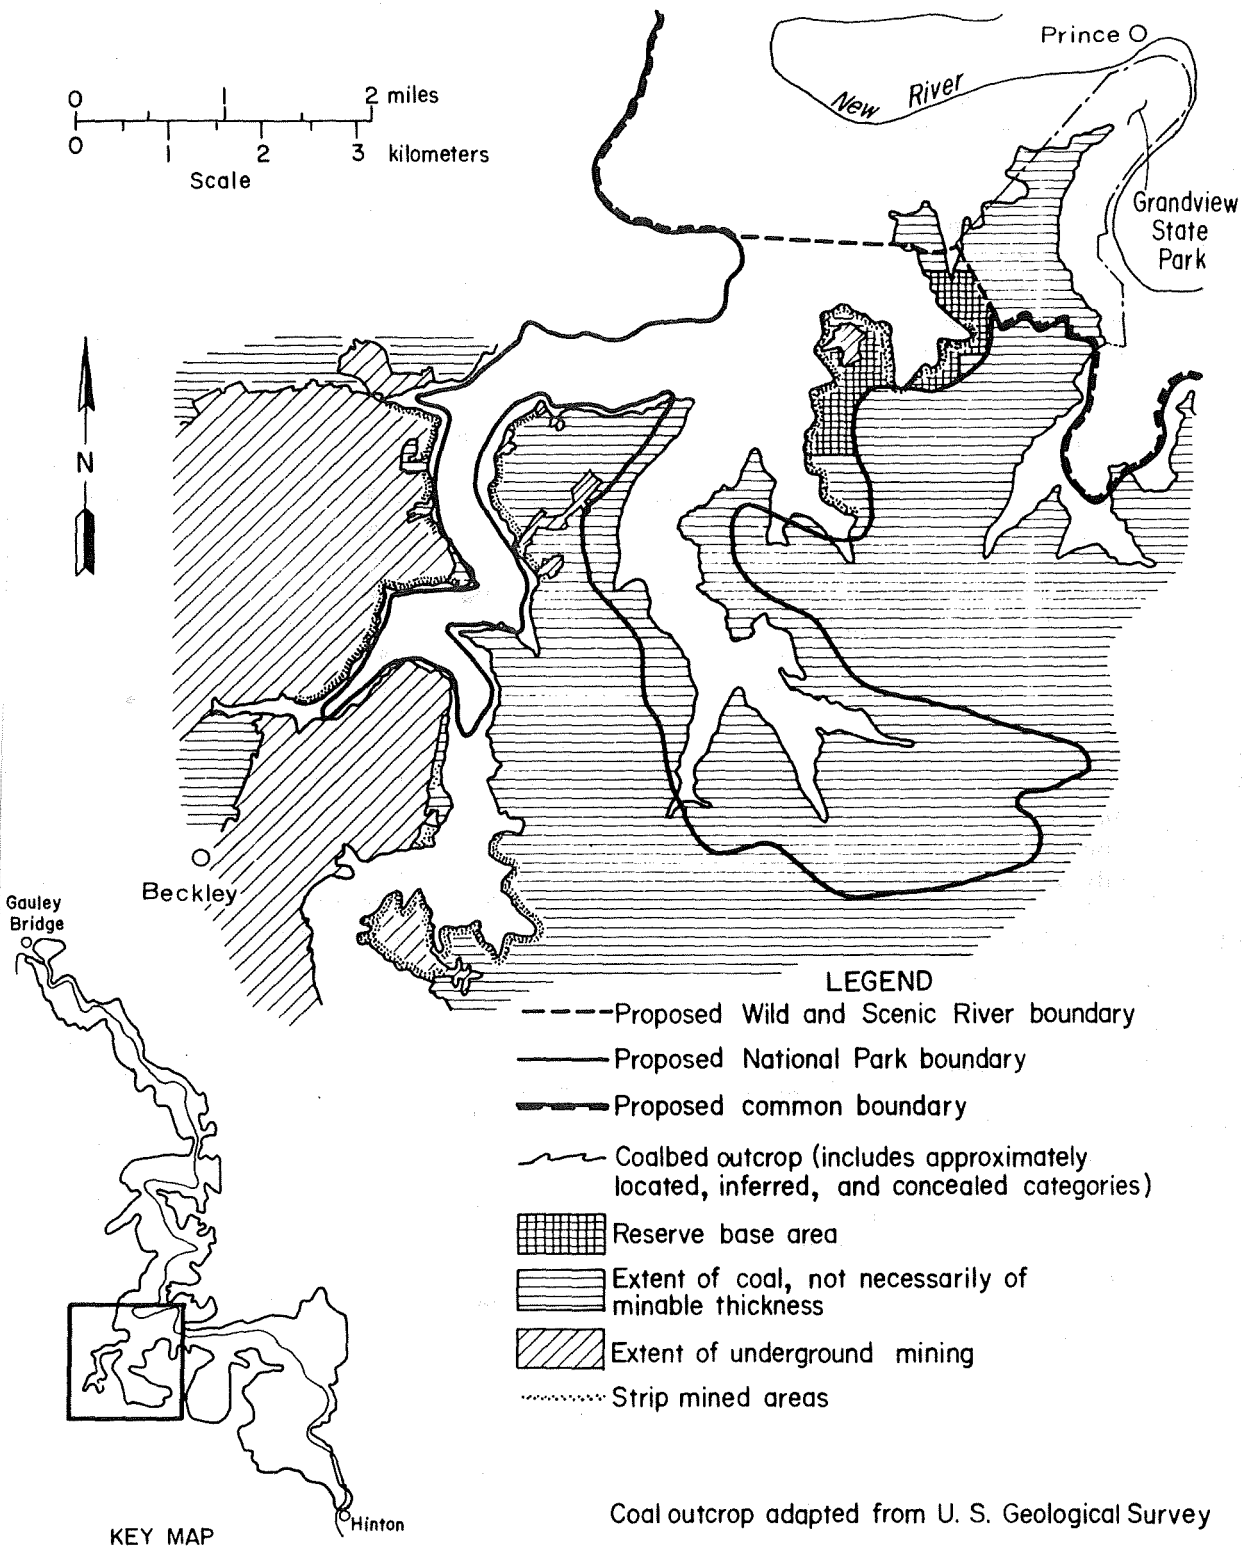 Prince
New River
0 1 2 miles
0 1 2 3 kilometers
Scale
Grandview
State
Park
N
Beckley
Gauley
Bridge
LEGEND
Proposed Wild and Scenic River boundary
Proposed National Park boundary
Proposed common boundary
Coalbed outcrop (includes approximately
located, inferred, and concealed categories)
Reserve base area
Extent of coal, not necessarily of
minable thickness
Extent of underground mining
Strip mined areas
Hinton
KEY MAP
Coal outcrop adapted from U. S. Geological Survey